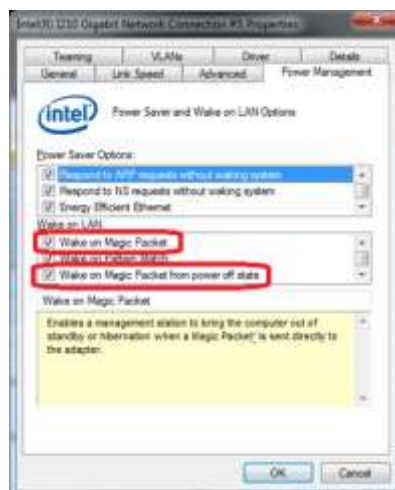 Intel(R) I210 Gigabit Network Connection #3 Properties
Teaming VLANs Driver Details
General Link Speed Advanced Power Management
intel Power Saver and Wake on LAN Options
Power Saver Options:
Respond to ARP requests without waking system
Respond to NS requests without waking system
Energy Efficient Ethernet
Wake on LAN:
Wake on Magic Packet
Wake on Pattern Match
Wake on Magic Packet from power off state
Wake on Magic Packet
Enables a management station to bring the computer out of
standby or hibernation when a Magic Packet* is sent directly to
the adapter.
OK Cancel